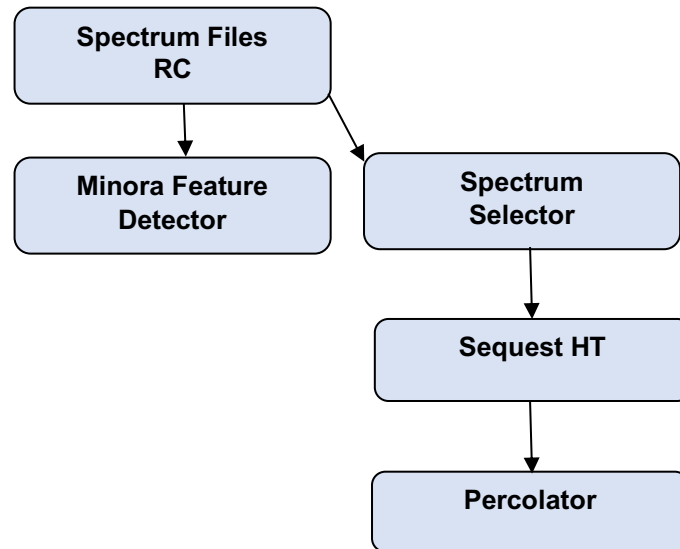 Spectrum Files
RC
Minora Feature
Detector
Spectrum
Selector
Sequest HT
Percolator